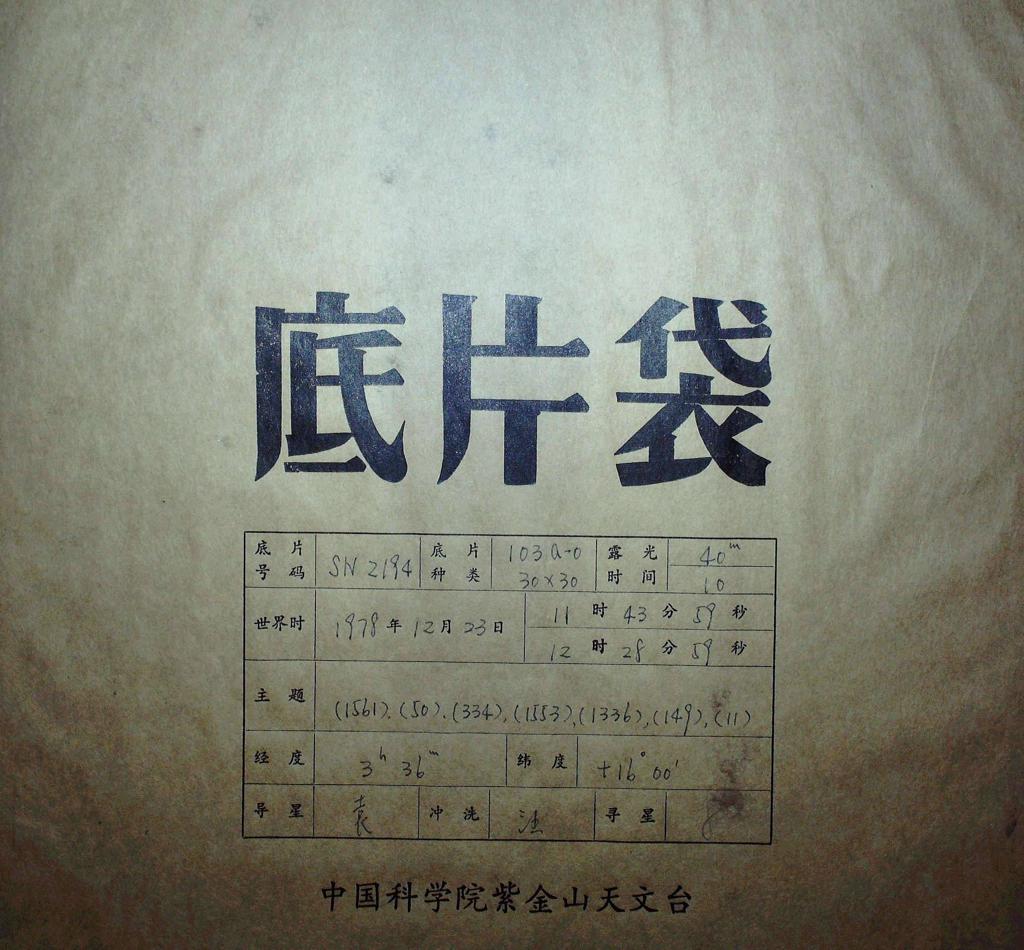 底片袋
底片号码 SN 2194 底片种类 103a-0 30×30 露光时间 40ᵐ 10
世界时 1978年12月23日 11时43分59秒
12时28分59秒
主题 (1561).(50).(334),(1553),(1336),(149),(11)
经度 3ʰ 36ᵐ 纬度 +16°00′
导星 袁 冲洗 寻星
中国科学院紫金山天文台